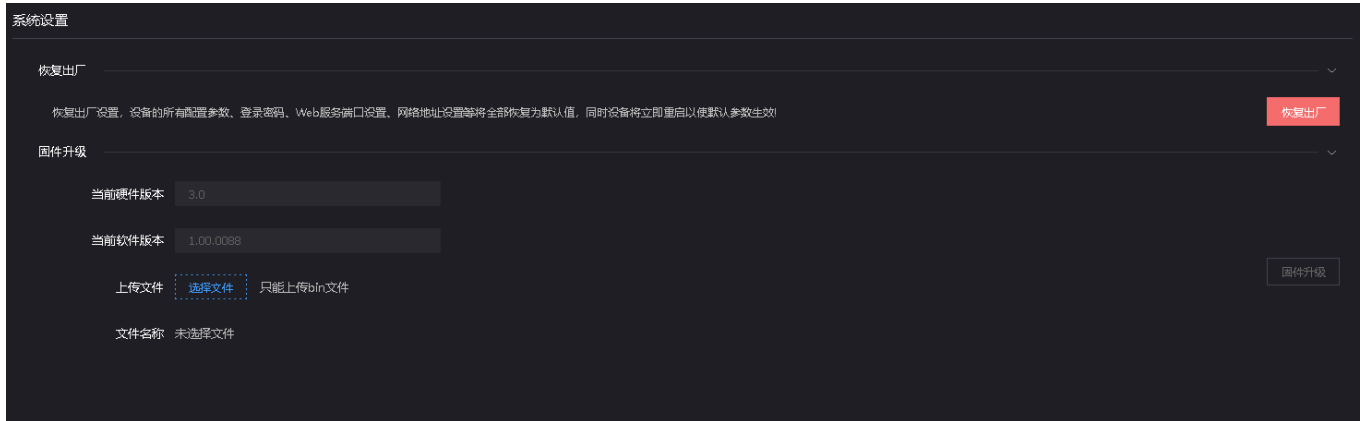 系统设置
恢复出厂
恢复出厂设置，设备的所有配置参数、登录密码、Web服务端口设置、网络地址设置等将全部恢复为默认值，同时设备将立即重启以使默认参数生效! 恢复出厂
固件升级
当前硬件版本 3.0
当前软件版本 1.00.0088
固件升级
上传文件 选择文件 只能上传bin文件
文件名称 未选择文件